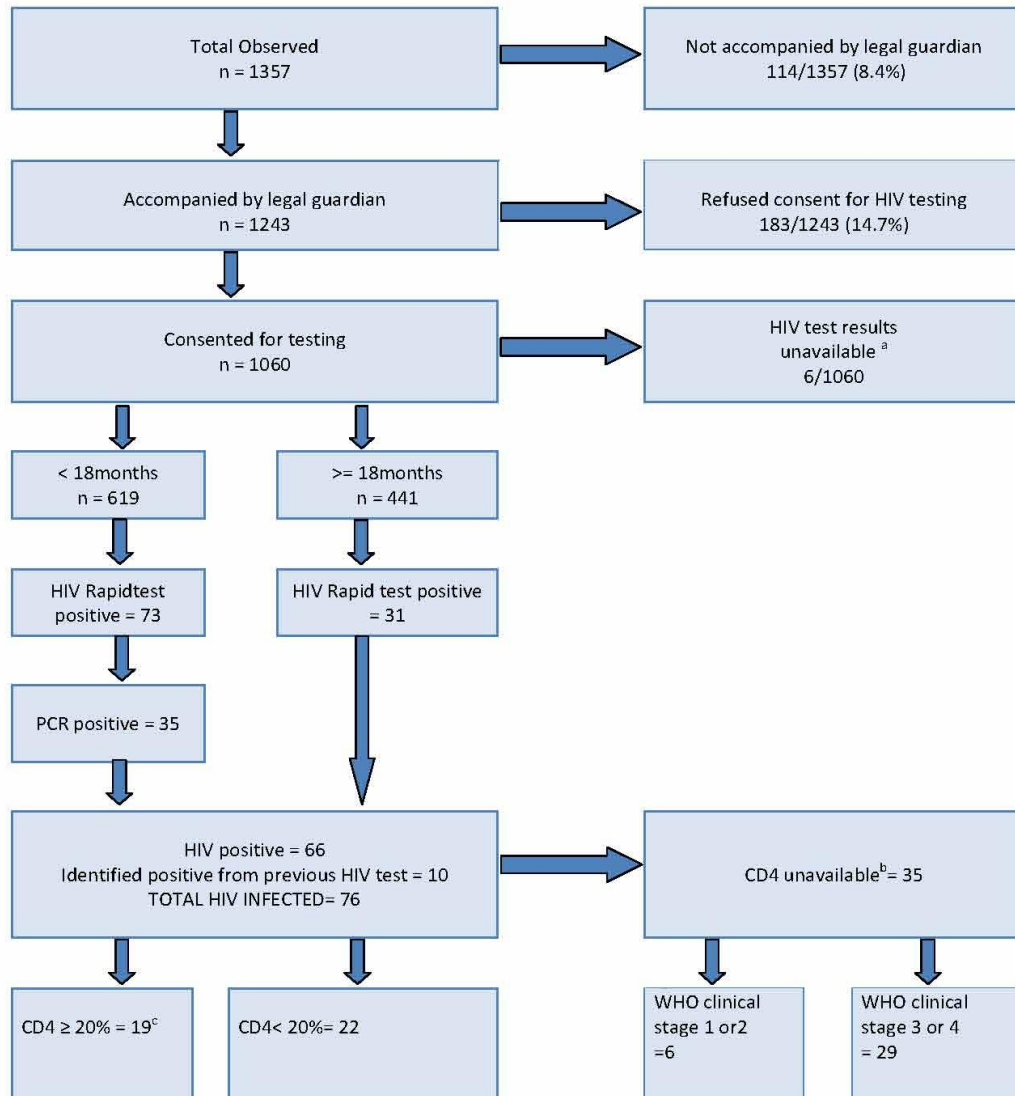 Total Observed
n = 1357
Not accompanied by legal guardian
114/1357 (8.4%)
Accompanied by legal guardian
n = 1243
Refused consent for HIV testing
183/1243 (14.7%)
Consented for testing
n = 1060
HIV test results
unavailable a
6/1060
< 18months
n = 619
>= 18months
n = 441
HIV Rapidtest
positive = 73
HIV Rapid test positive
= 31
PCR positive = 35
HIV positive = 66
Identified positive from previous HIV test = 10
TOTAL HIV INFECTED= 76
CD4 unavailableb= 35
CD4 ≥ 20% = 19c
CD4< 20%= 22
WHO clinical
stage 1 or2
=6
WHO clinical
stage 3 or 4
= 29